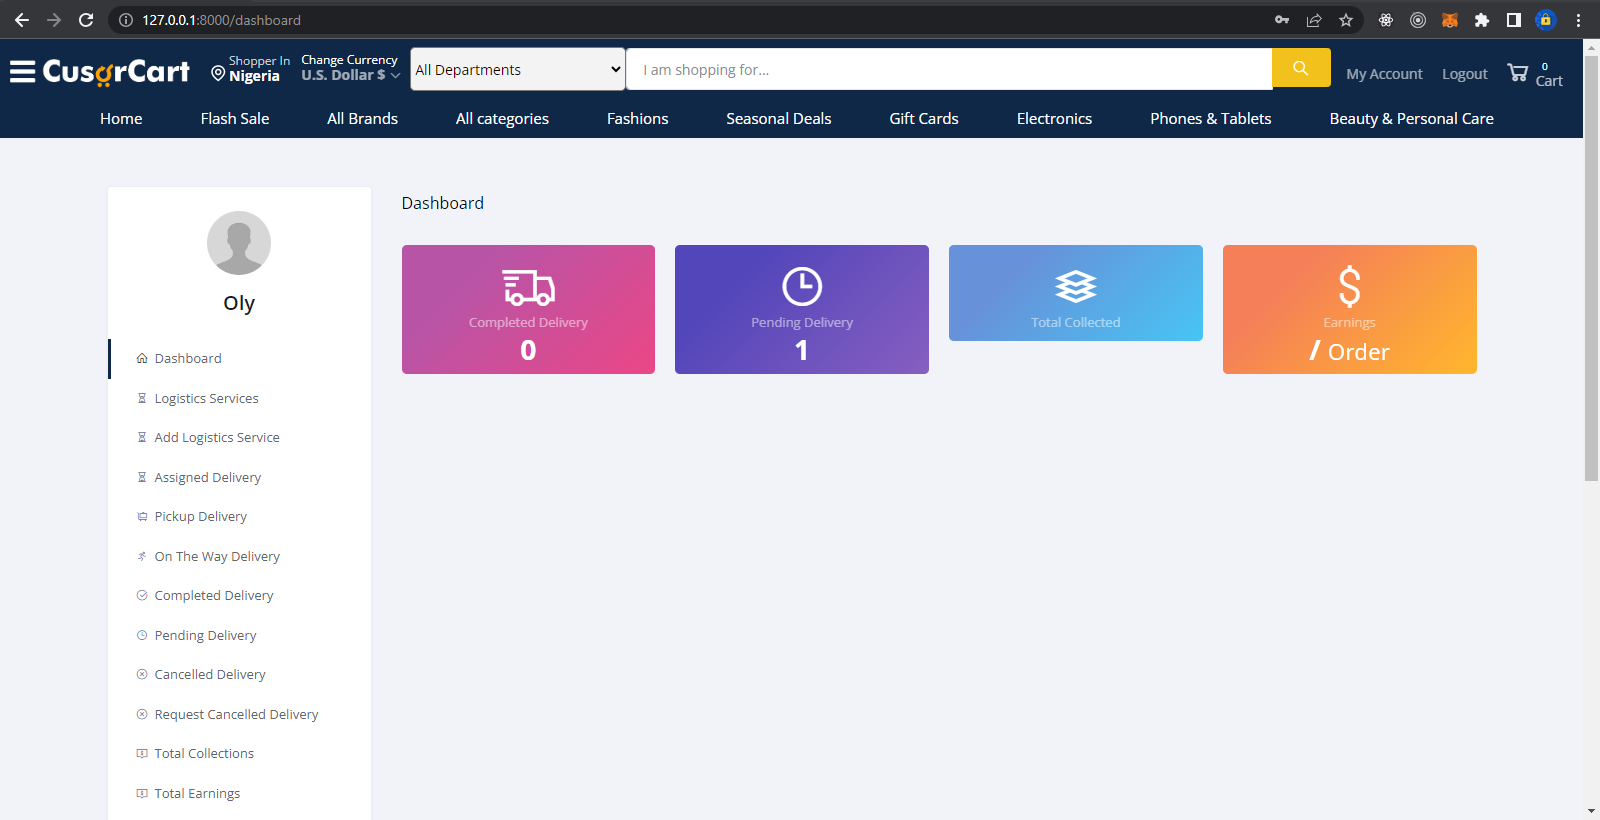 127.0.0.1:8000/dashboard
CusorCart
Shopper In
Nigeria
Change Currency
U.S. Dollar $
All Departments
I am shopping for...
My Account
Logout
0
Cart
Home
Flash Sale
All Brands
All categories
Fashions
Seasonal Deals
Gift Cards
Electronics
Phones & Tablets
Beauty & Personal Care
Oly
Dashboard
Logistics Services
Add Logistics Service
Assigned Delivery
Pickup Delivery
On The Way Delivery
Completed Delivery
Pending Delivery
Cancelled Delivery
Request Cancelled Delivery
Total Collections
Total Earnings
Dashboard
Completed Delivery
0
Pending Delivery
1
Total Collected
Earnings
/ Order